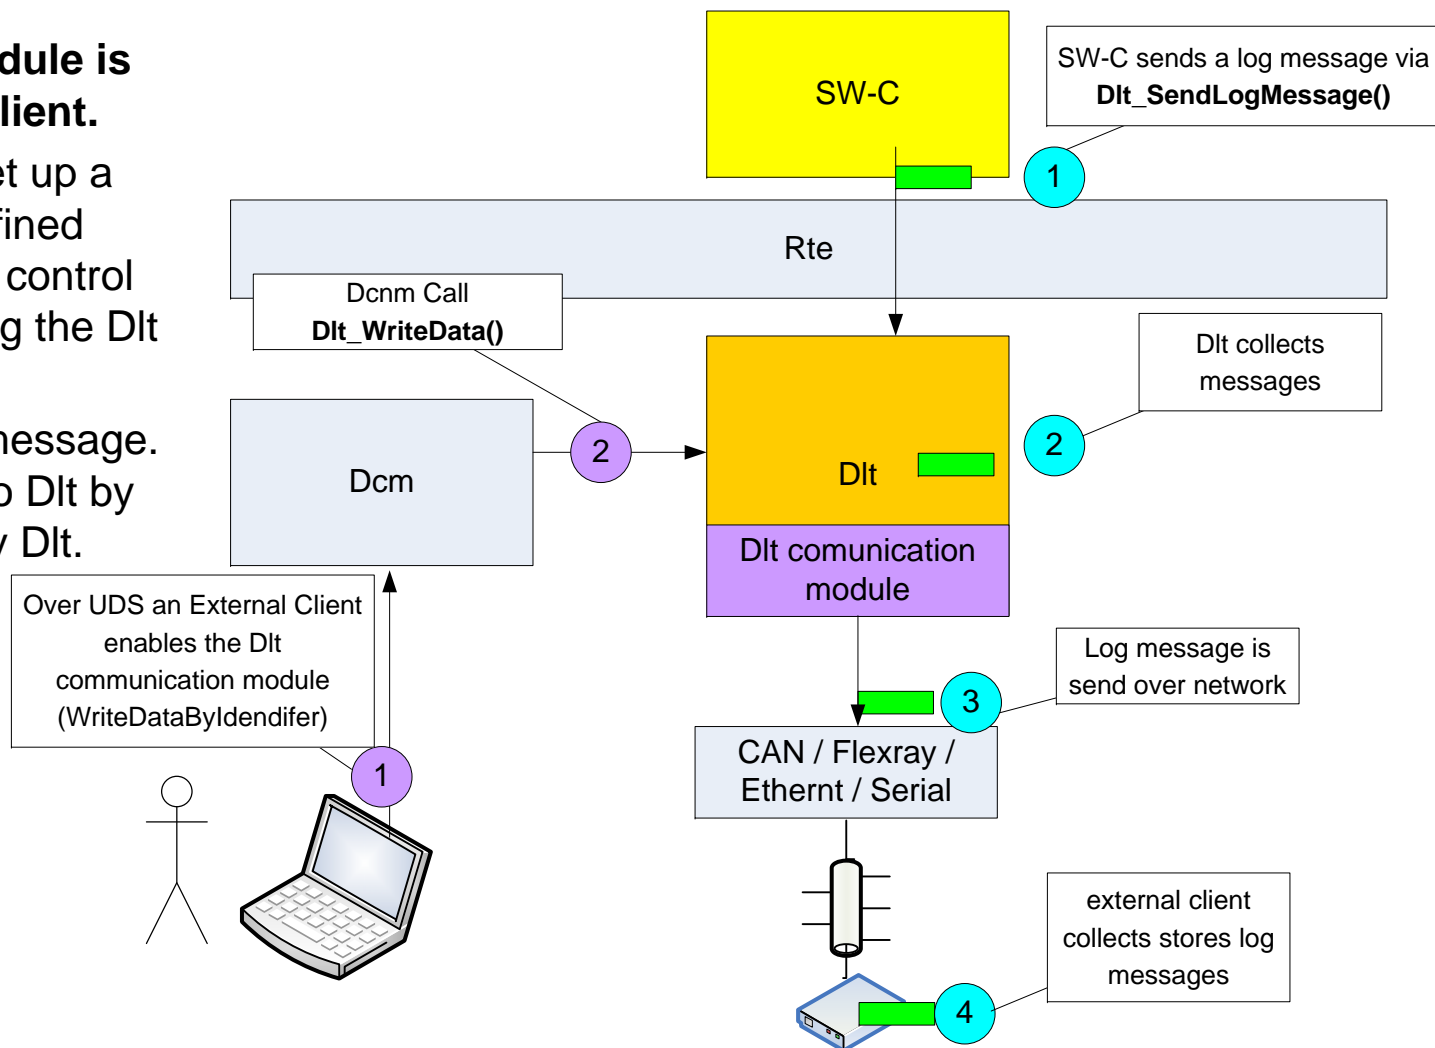 dule is
lient.
et up a
fined
control
g the Dlt
nessage.
o Dlt by
y Dlt.
SW-C
SW-C sends a log message via
Dlt_SendLogMessage()
1
Rte
Dcnm Call
Dlt_WriteData()
Dlt collects
messages
2
2
Dcm
Dlt
Dlt comunication
module
Over UDS an External Client
enables the Dlt
communication module
(WriteDataByIdendifer)
1
Log message is
send over network
3
CAN / Flexray /
Ethernt / Serial
external client
collects stores log
messages
4